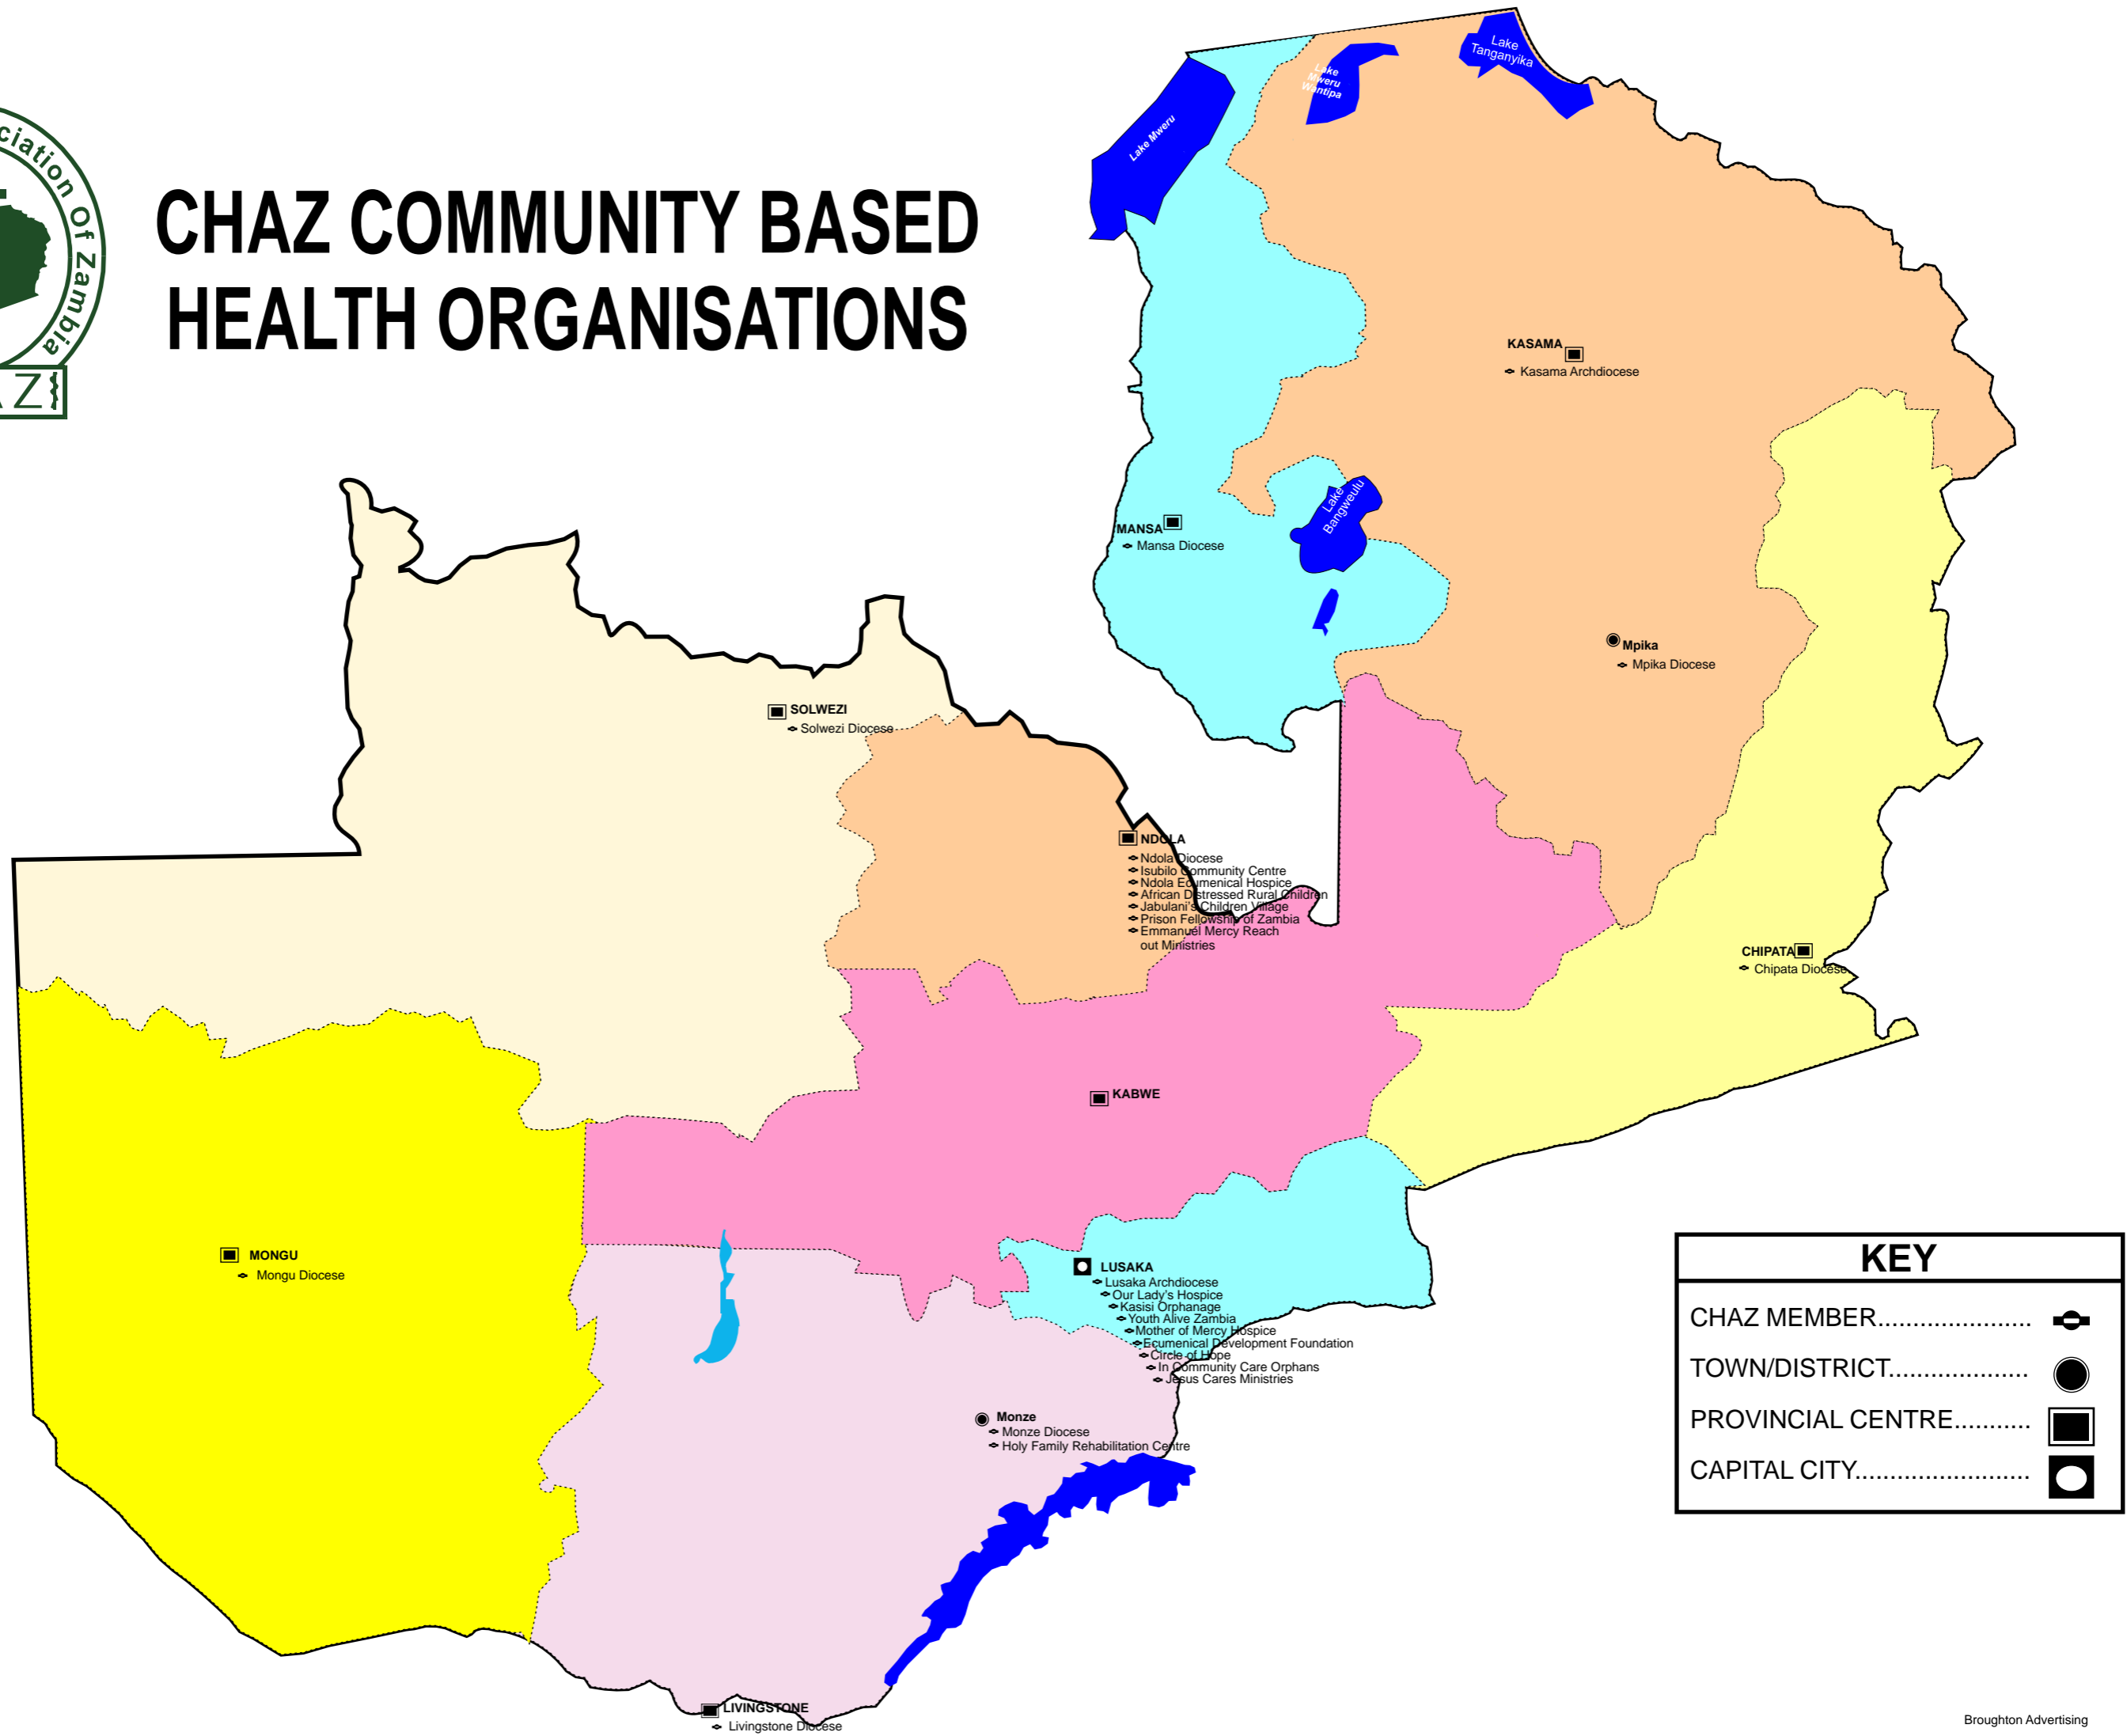 ciation Of Zambia
AZ
CHAZ COMMUNITY BASED
HEALTH ORGANISATIONS
Lake
Tanganyika
Lake
Mweru
Wantipa
Lake Mweru
KASAMA
Kasama Archdiocese
Lake
Bangweulu
MANSA
Mansa Diocese
Mpika
Mpika Diocese
SOLWEZI
Solwezi Diocese
NDOLA
Ndola Diocese
Isubilo Community Centre
Ndola Ecumenical Hospice
African Distressed Rural Children
Jabulani's Children Village
Prison Fellowship of Zambia
Emmanuel Mercy Reach
out Ministries
CHIPATA
Chipata Diocese
KABWE
MONGU
Mongu Diocese
LUSAKA
Lusaka Archdiocese
Our Lady's Hospice
Kasisi Orphanage
Youth Alive Zambia
Mother of Mercy Hospice
Ecumenical Development Foundation
Circle of Hope
In Community Care Orphans
Jesus Cares Ministries
Monze
Monze Diocese
Holy Family Rehabilitation Centre
LIVINGSTONE
Livingstone Diocese
KEY
CHAZ MEMBER......................
TOWN/DISTRICT....................
PROVINCIAL CENTRE...........
CAPITAL CITY.........................
Broughton Advertising